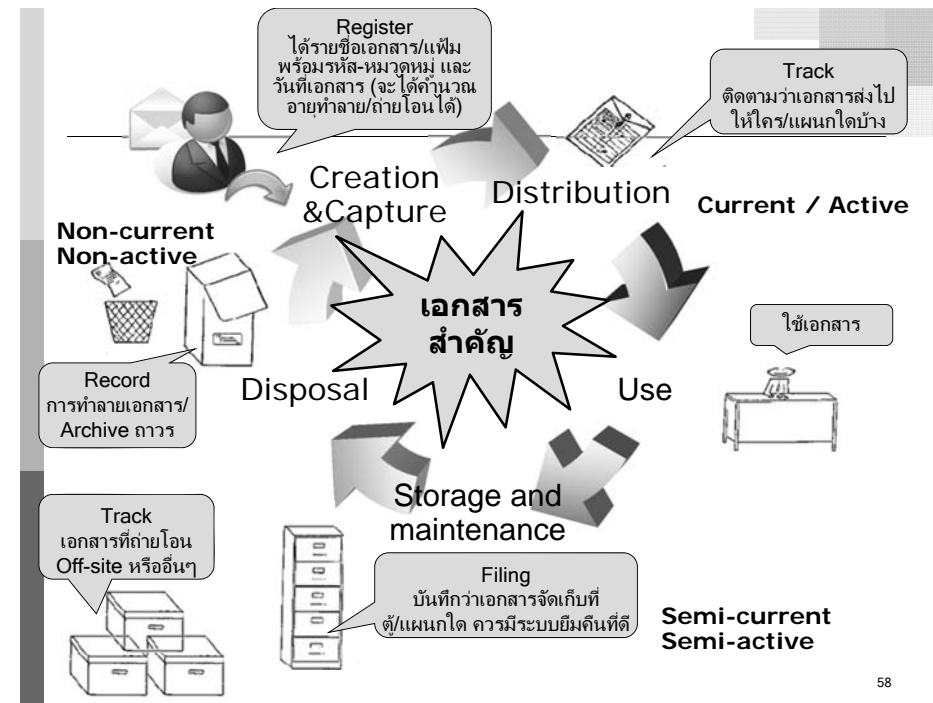 Register
ได้รายชื่อเอกสาร/แฟ้ม
พร้อมรหัส-หมวดหมู่ และ
วันที่เอกสาร (จะได้คำนวณ
อายุทำลาย/ถ่ายโอนได้)
Track
ติดตามว่าเอกสารส่งไป
ให้ใคร/แผนกใดบ้าง
Creation
&Capture
Distribution
Current / Active
Non-current
Non-active
เอกสาร
สำคัญ
ใช้เอกสาร
Record
การทำลายเอกสาร/
Archive ถาวร
Disposal
Use
Storage and
maintenance
Track
เอกสารที่ถ่ายโอน
Off-site หรืออื่นๆ
Filing
บันทึกว่าเอกสารจัดเก็บที่
ตู้/แผนกใด ควรมีระบบยืมคืนที่ดี
Semi-current
Semi-active
58